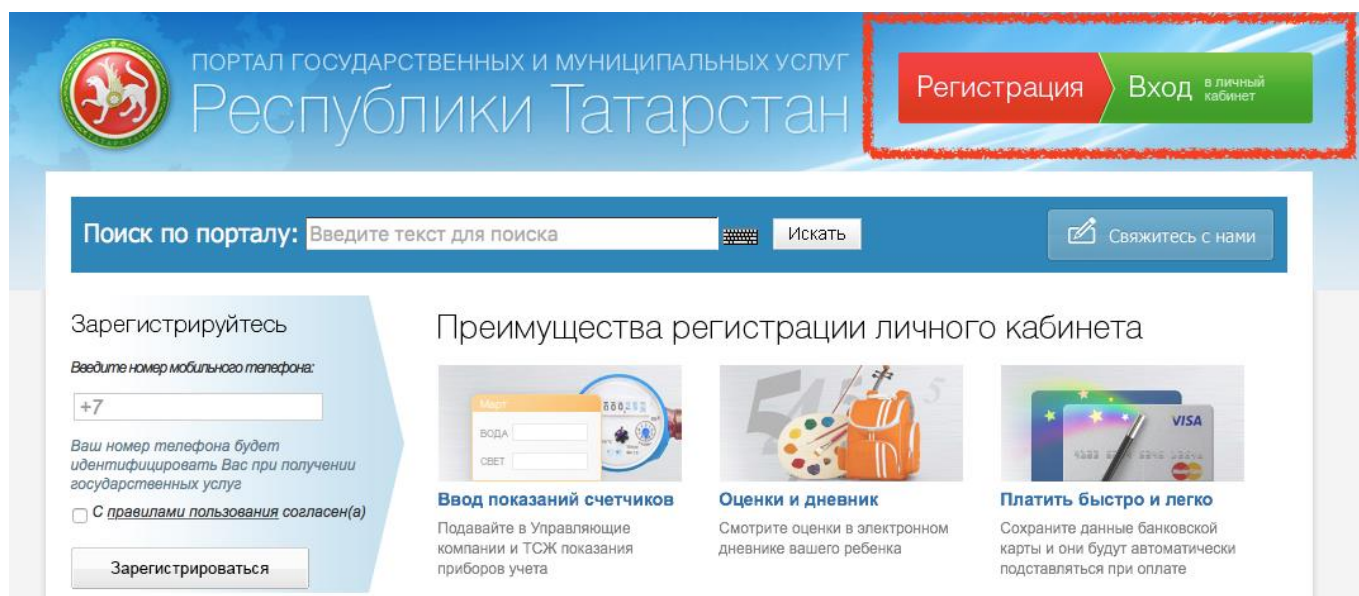 ПОРТАЛ ГОСУДАРСТВЕННЫХ И МУНИЦИПАЛЬНЫХ УСЛУГ
Республики Татарстан
Регистрация
Вход в личный
кабинет
Поиск по порталу: Введите текст для поиска Искать
Свяжитесь с нами
Зарегистрируйтесь
Введите номер мобильного телефона:
+7
Ваш номер телефона будет
идентифицировать Вас при получении
государственных услуг
С правилами пользования согласен(а)
Зарегистрироваться
Преимущества регистрации личного кабинета
Март
ВОДА
СВЕТ
Ввод показаний счетчиков
Подавайте в Управляющие
компании и ТСЖ показания
приборов учета
5
Оценки и дневник
Смотрите оценки в электронном
дневнике вашего ребенка
VISA
Платить быстро и легко
Сохраните данные банковской
карты и они будут автоматически
подставляться при оплате